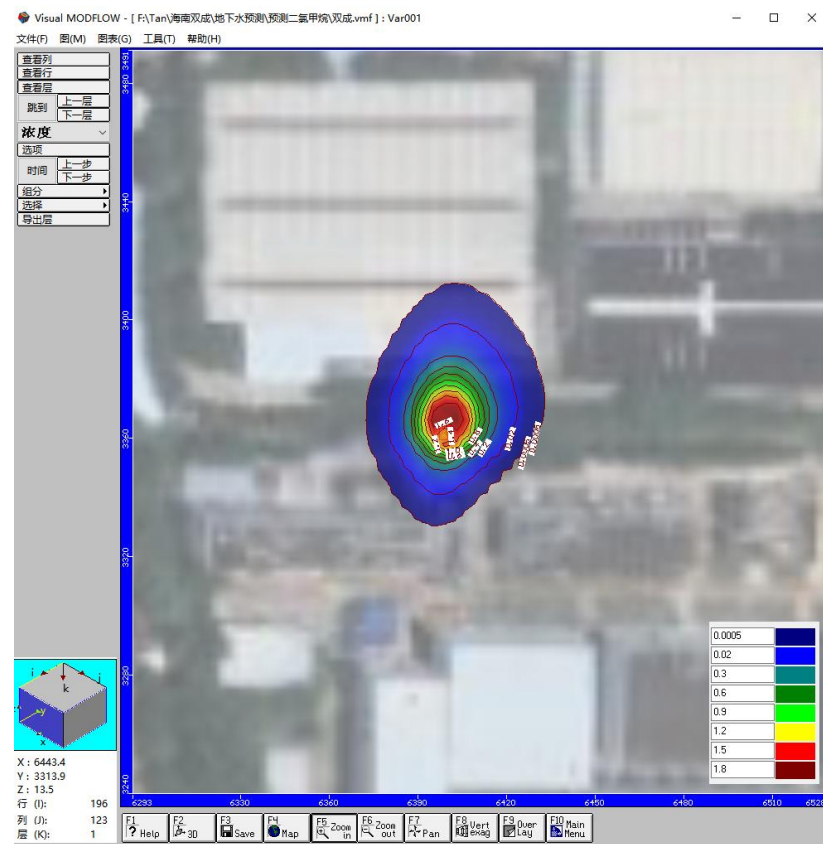 Visual MODFLOW - [ F:\Tan\海南双成\地下水预测\预测二氯甲烷\双成.vmf ] : Var001
文件(F) 图(M) 图表(G) 工具(T) 帮助(H)
查看列
查看行
查看层
跳到 上一层
下一层
浓度
选项
时间 上一步
下一步
组分
选择
导出层
3491
3480
3440
3400
3360
3320
3280
3240
0.0005
0.02
0.3
0.6
0.9
1.2
1.5
1.8
i j
k
y
x
X : 6443.4
Y : 3313.9
Z : 13.5
行 (I): 196
列 (J): 123
层 (K): 1
6293 6330 6360 6390 6420 6450 6480 6510 6528
F1 ? Help
F2 3D
F3 Save
F4 Map
F5 Zoom in
F6 Zoom out
F7 Pan
F8 Vert exag
F9 Over Lay
F10 Main Menu